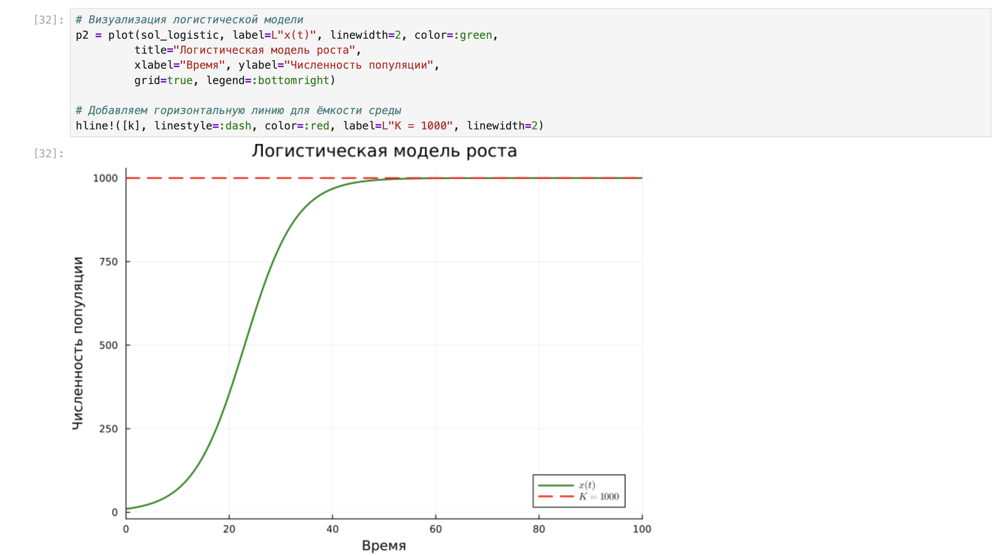 [32]:
# Визуализация логистической модели
p2 = plot(sol_logistic, label=L"x(t)", linewidth=2, color=:green,
title="Логистическая модель роста",
xlabel="Время", ylabel="Численность популяции",
grid=true, legend=:bottomright)
# Добавляем горизонтальную линию для ёмкости среды
hline!([k], linestyle=:dash, color=:red, label=L"K = 1000", linewidth=2)
[32]:
Логистическая модель роста
Численность популяции
1000
750
500
250
0
x(t)
K = 1000
0 20 40 60 80 100
Время